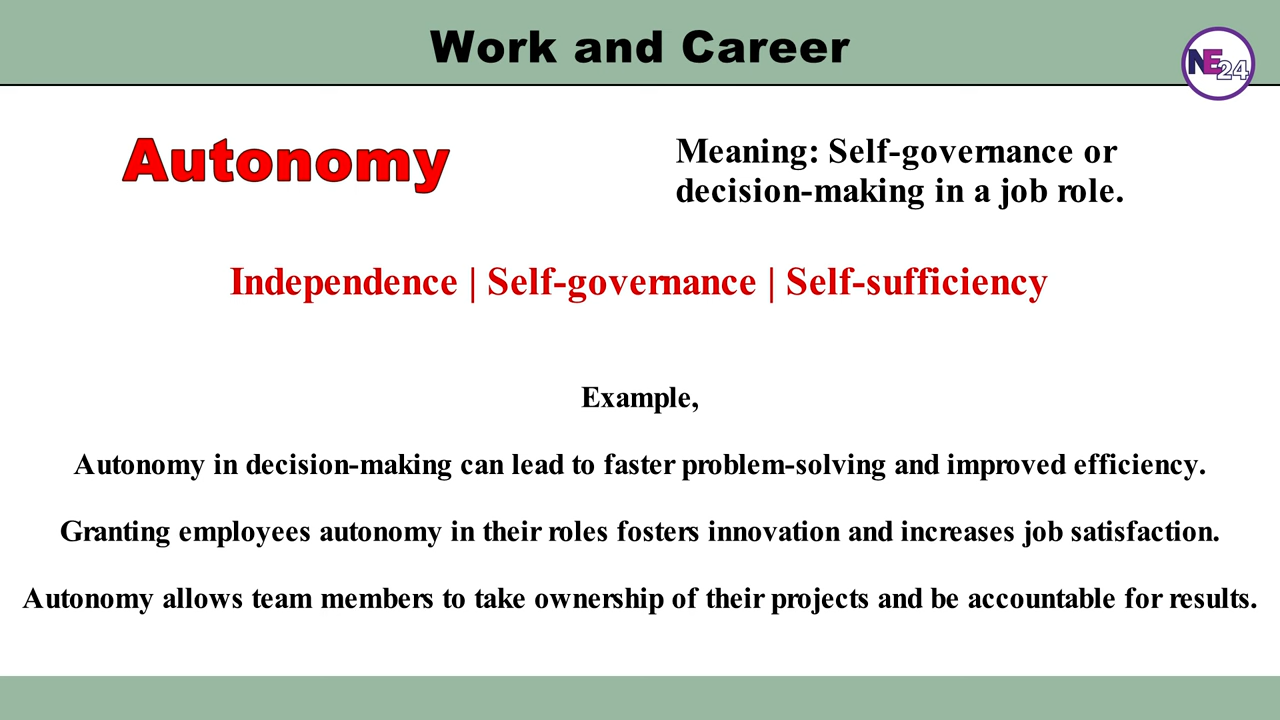 Work and Career
NE24
Autonomy
Meaning: Self-governance or
decision-making in a job role.
Independence | Self-governance | Self-sufficiency
Example,
Autonomy in decision-making can lead to faster problem-solving and improved efficiency.
Granting employees autonomy in their roles fosters innovation and increases job satisfaction.
Autonomy allows team members to take ownership of their projects and be accountable for results.